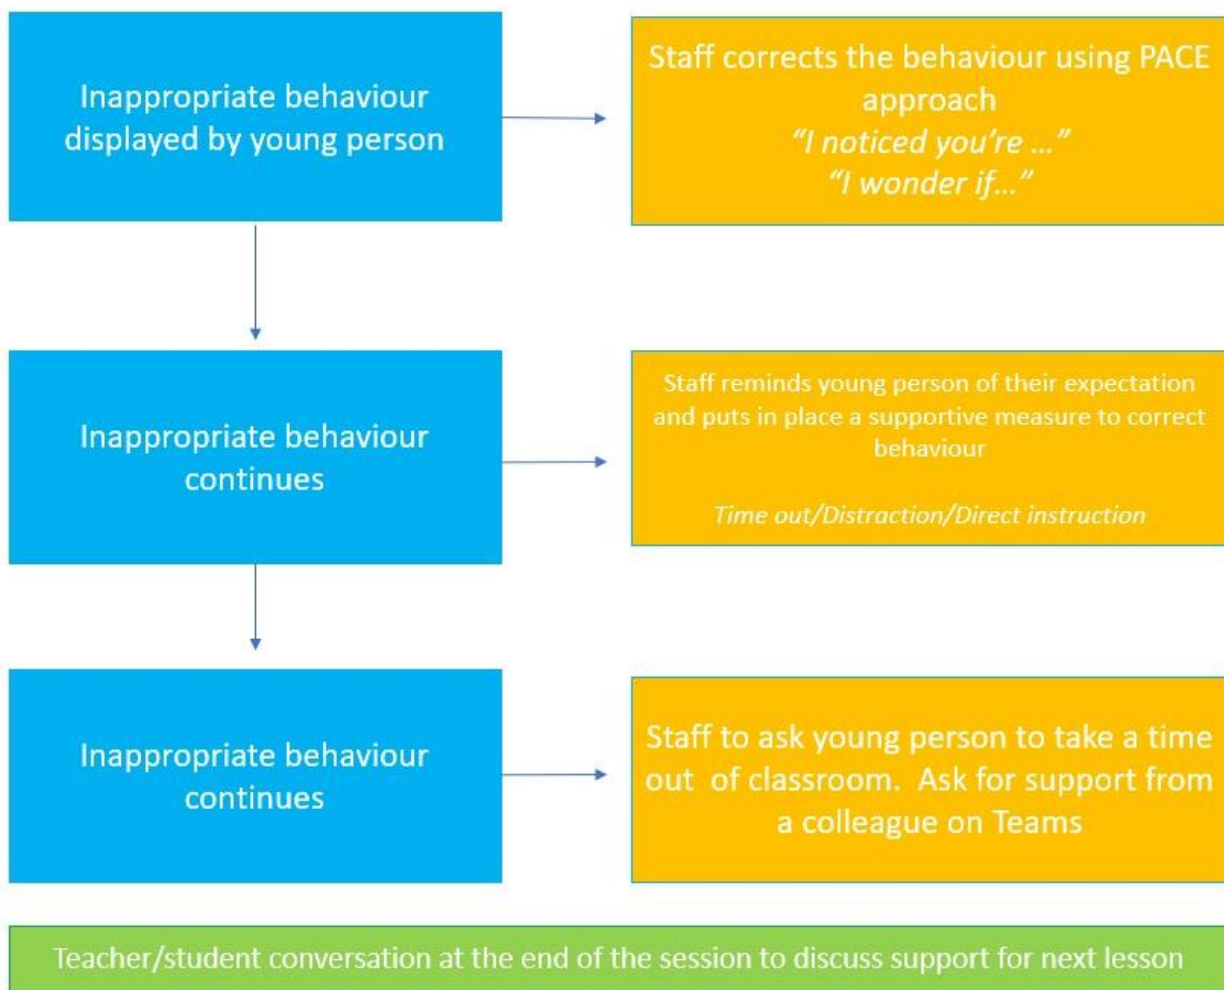 Inappropriate behaviour
displayed by young person
Staff corrects the behaviour using PACE
approach
“I noticed you’re ...”
“I wonder if...”
Inappropriate behaviour
continues
Staff reminds young person of their expectation
and puts in place a supportive measure to correct
behaviour
Time out/Distraction/Direct instruction
Inappropriate behaviour
continues
Staff to ask young person to take a time
out of classroom. Ask for support from
a colleague on Teams
Teacher/student conversation at the end of the session to discuss support for next lesson